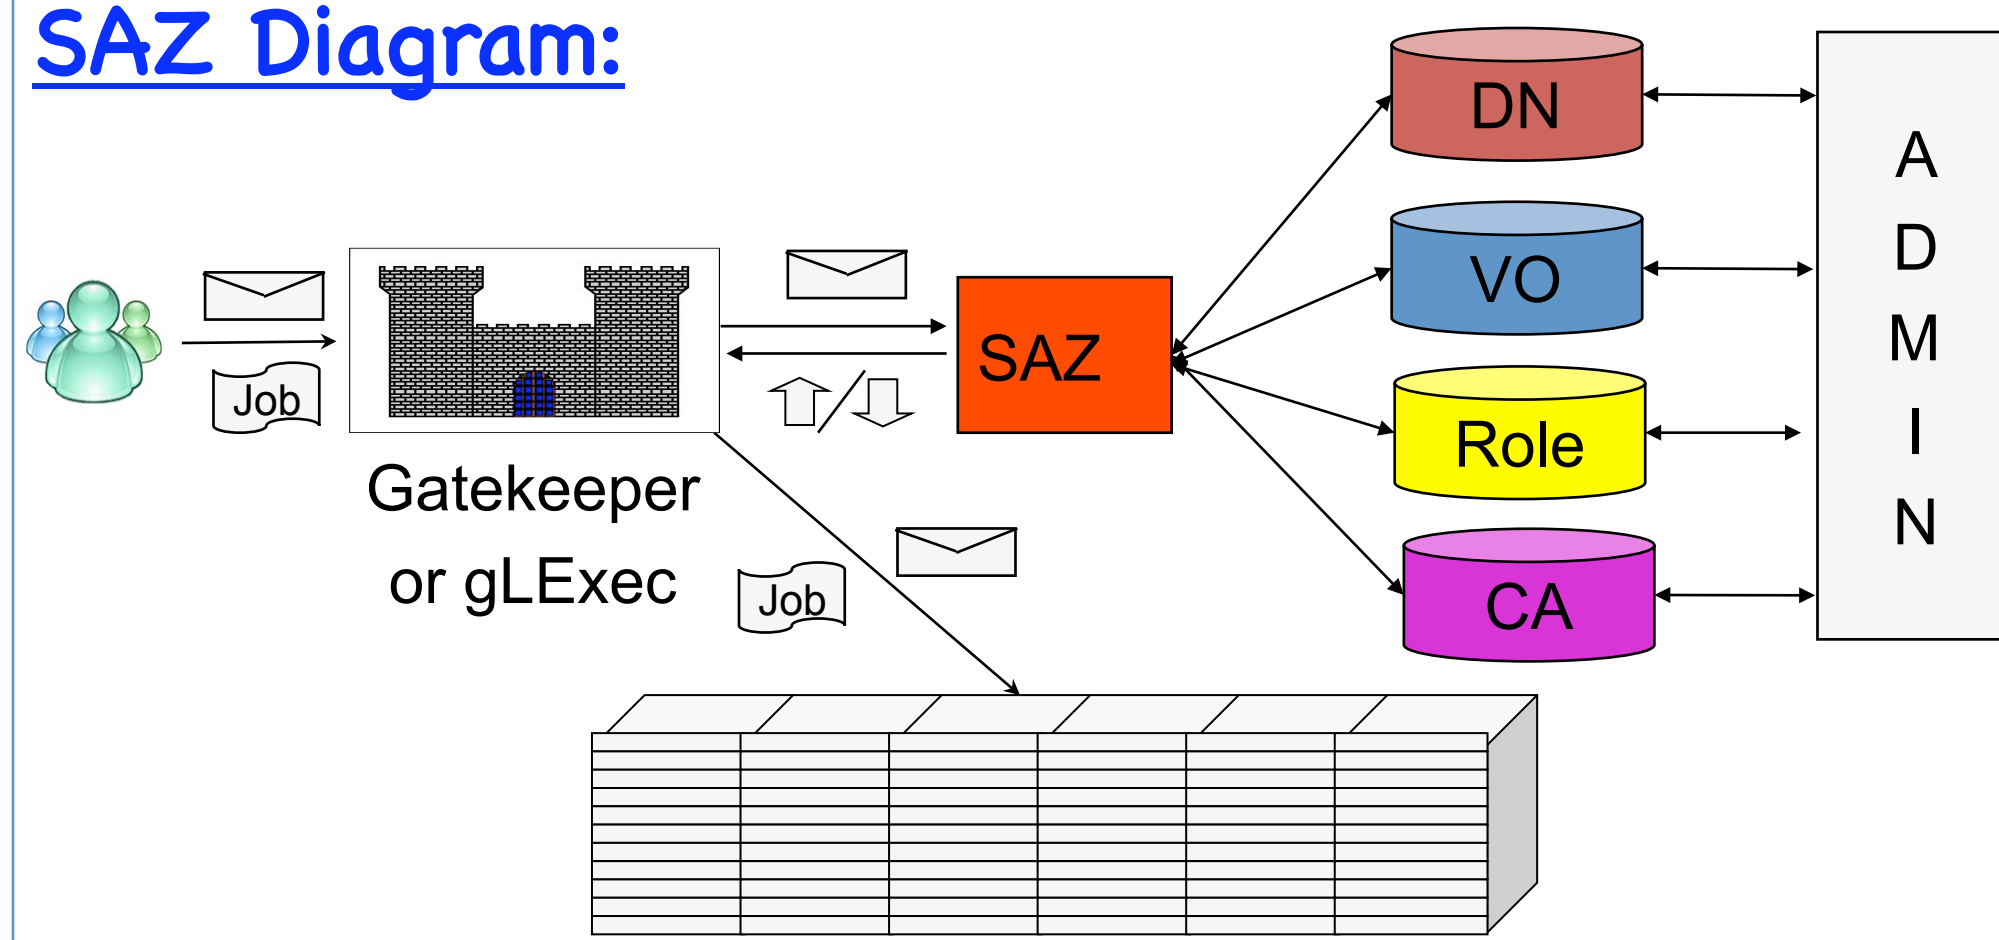 SAZ Diagram:
Job
Gatekeeper
or gLExec
Job
SAZ
DN
VO
Role
CA
A
D
M
I
N